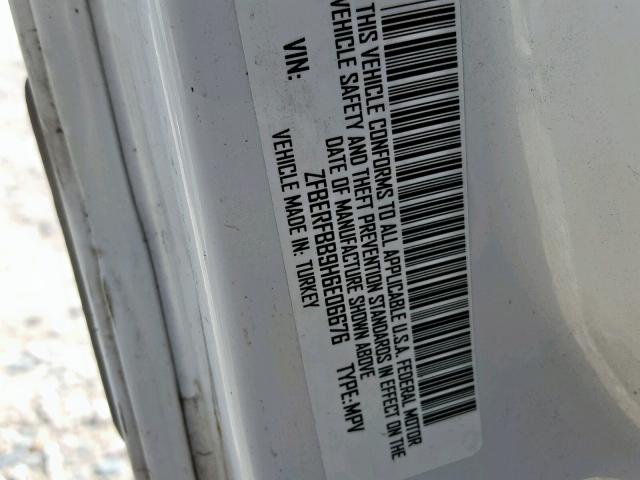 THIS VEHICLE CONFORMS TO ALL APPLICABLE U.S.A. FEDERAL MOTOR
VEHICLE SAFETY AND THEFT PREVENTION STANDARDS IN EFFECT ON THE
DATE OF MANUFACTURE SHOWN ABOVE
VIN: ZFBERFBB9H6E06676 TYPE:MPV
VEHICLE MADE IN: TURKEY